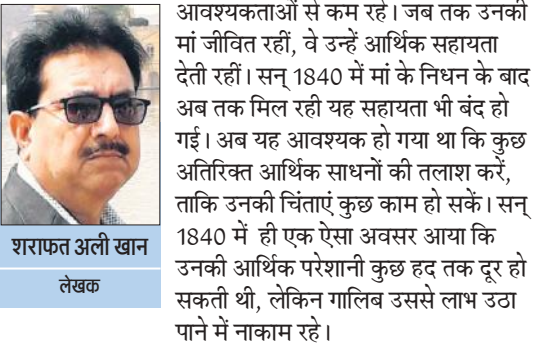 आवश्यकताओं से कम रहे। जब तक उनकी
मां जीवित रहीं, वे उन्हें आर्थिक सहायता
देती रहीं। सन् 1840 में मां के निधन के बाद
अब तक मिल रही यह सहायता भी बंद हो
गई। अब यह आवश्यक हो गया था कि कुछ
अतिरिक्त आर्थिक साधनों की तलाश करें,
ताकि उनकी चिंताएं कुछ काम हो सकें। सन्
1840 में ही एक ऐसा अवसर आया कि
उनकी आर्थिक परेशानी कुछ हद तक दूर हो
सकती थी, लेकिन गालिब उससे लाभ उठा
पाने में नाकाम रहे।
शराफत अली खान
लेखक